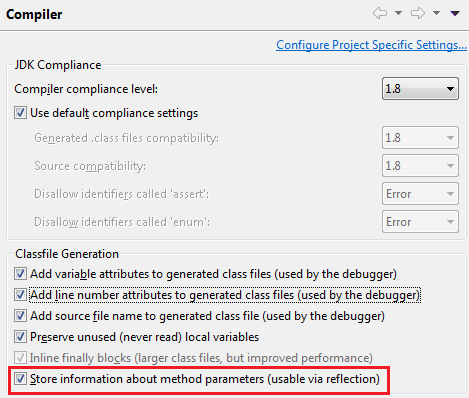 Compiler
Configure Project Specific Settings...
JDK Compliance
Compiler compliance level: 1.8
Use default compliance settings
Generated .class files compatibility: 1.8
Source compatibility: 1.8
Disallow identifiers called 'assert': Error
Disallow identifiers called 'enum': Error
Classfile Generation
Add variable attributes to generated class files (used by the debugger)
Add line number attributes to generated class files (used by the debugger)
Add source file name to generated class file (used by the debugger)
Preserve unused (never read) local variables
Inline finally blocks (larger class files, but improved performance)
Store information about method parameters (usable via reflection)